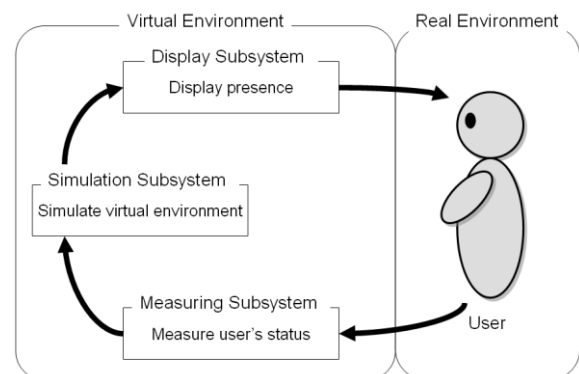 Virtual Environment
Real Environment
Display Subsystem
Display presence
Simulation Subsystem
Simulate virtual environment
Measuring Subsystem
Measure user's status
User